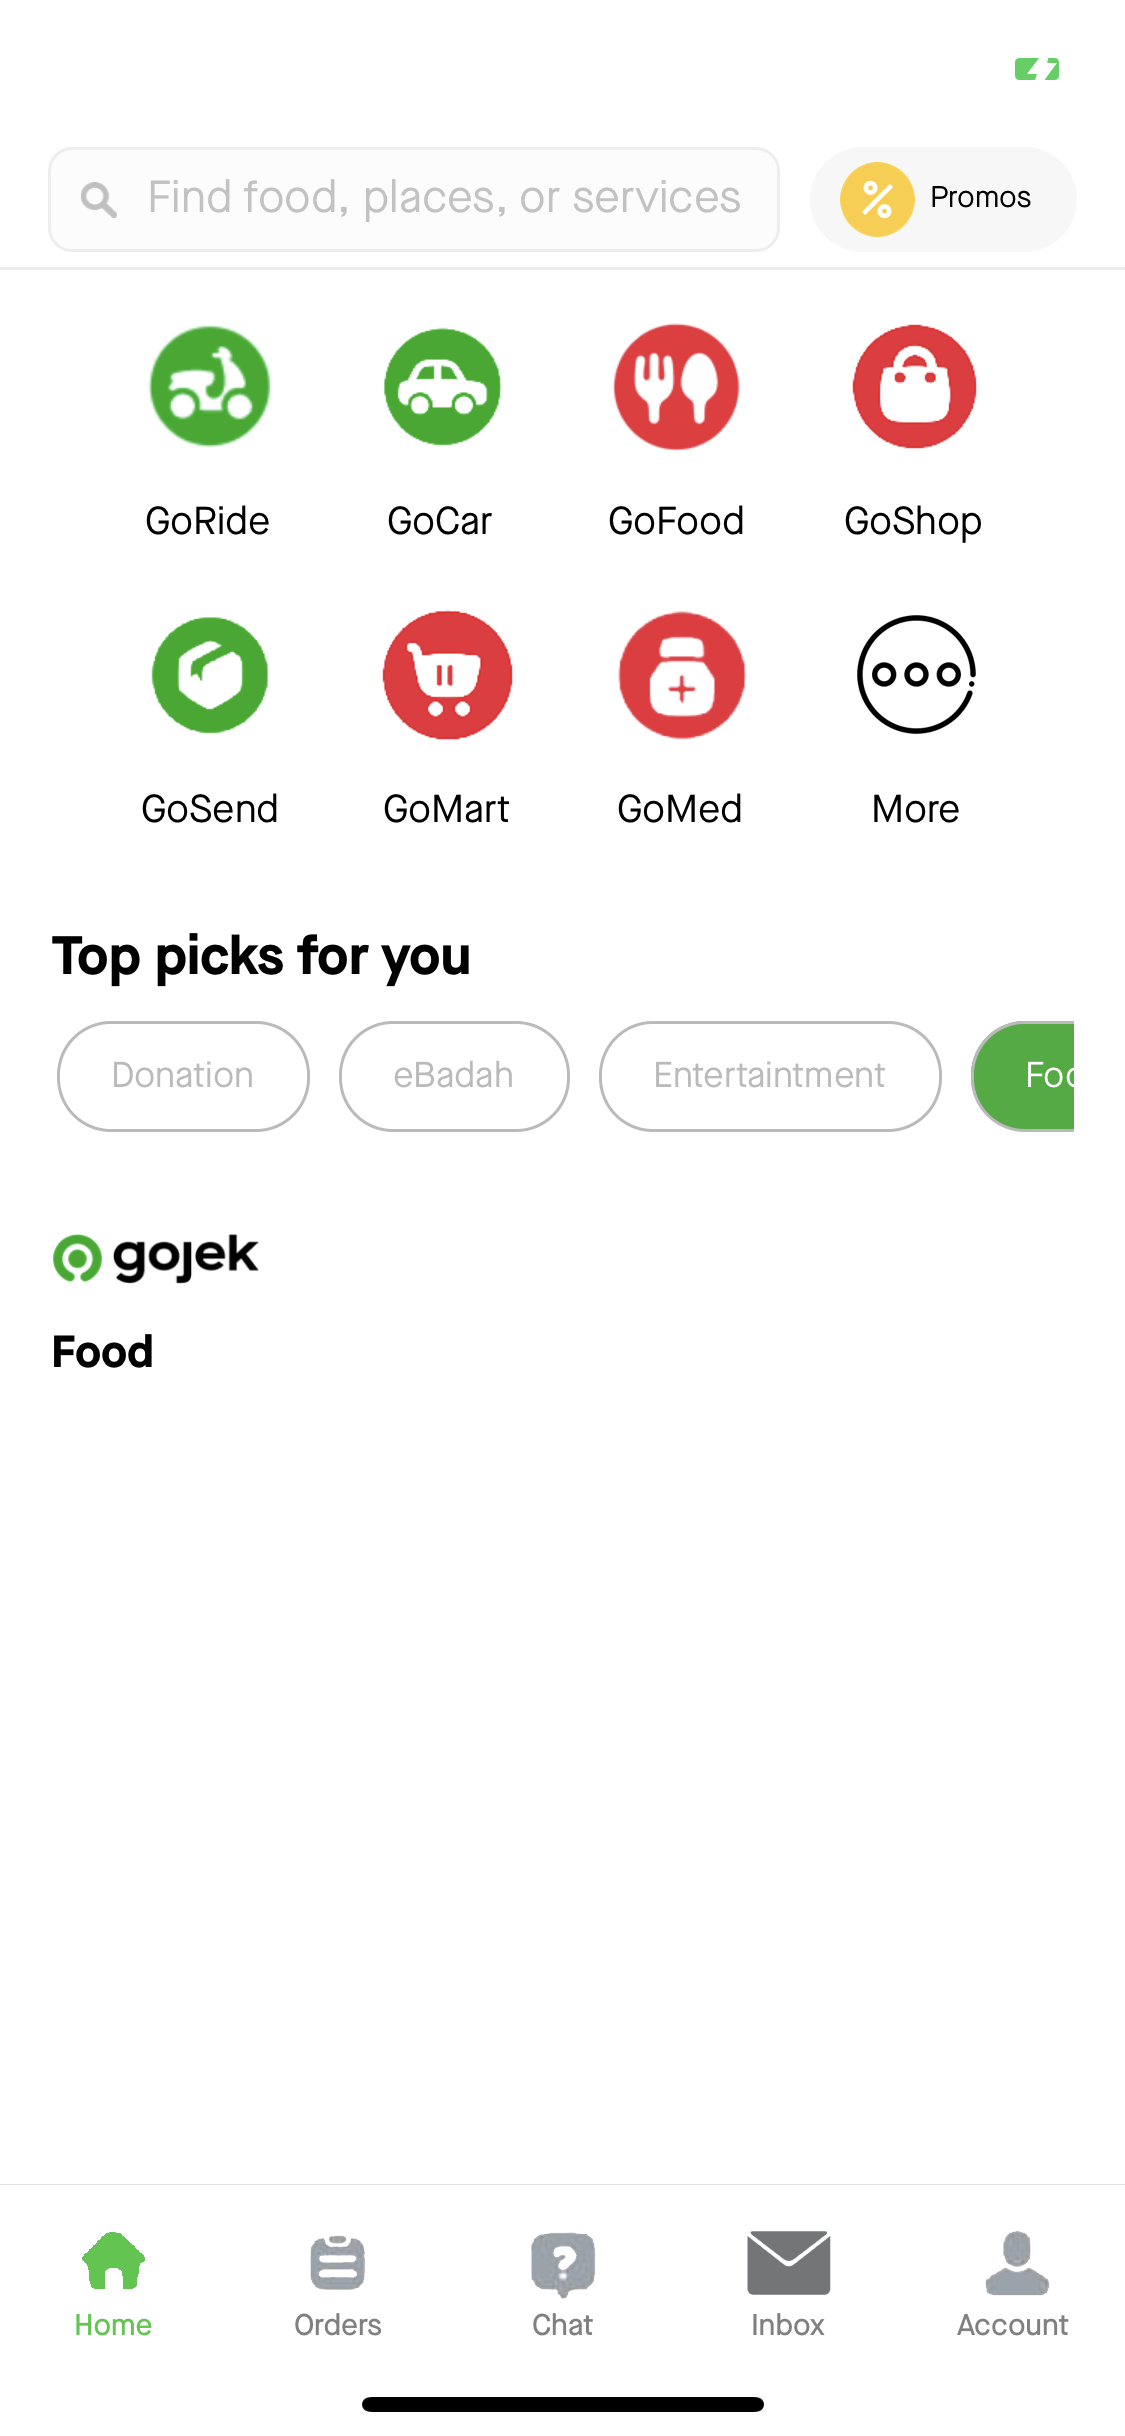 Find food, places, or services
Promos
GoRide GoCar GoFood GoShop
GoSend GoMart GoMed More
Top picks for you
Donation eBadah Entertaintment
gojek
Food
Home Orders Chat Inbox Account